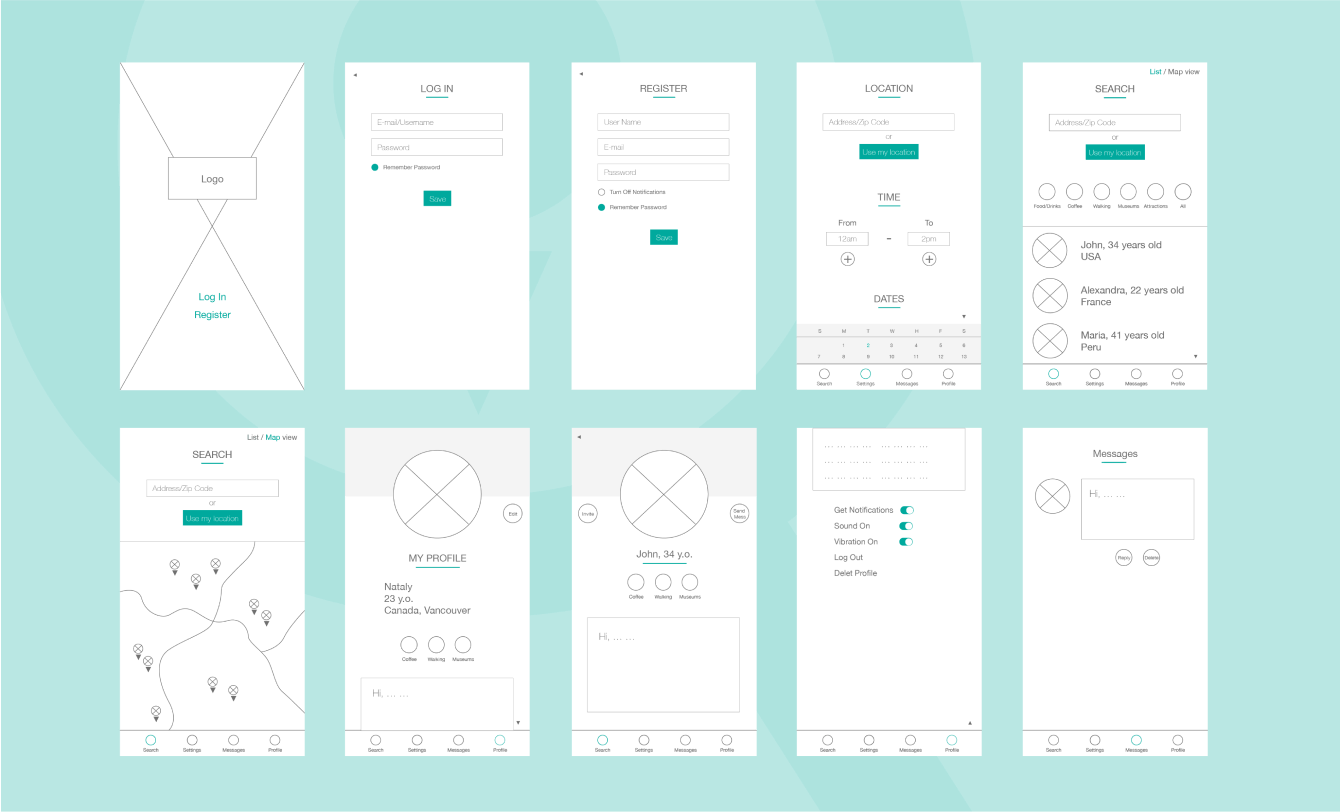 Logo
Log In
Register
LOG IN
E-mail/Username
Password
Remember Password
Save
REGISTER
User Name
E-mail
Password
Turn Off Notifications
Remember Password
Save
LOCATION
Address/Zip Code
or
Use my location
TIME
From To
12am – 2pm
DATES
S M T W H F S
1 2 3 4 5 6
7 8 9 10 11 12 13
Search Settings Messages Profile
List / Map view
SEARCH
Address/Zip Code
or
Use my location
Food/Drinks Coffee Walking Museums Attractions All
John, 34 years old
USA
Alexandra, 22 years old
France
Maria, 41 years old
Peru
Search Settings Messages Profile
List / Map view
SEARCH
Address/Zip Code
or
Use my location
Search Settings Messages Profile
Edit
MY PROFILE
Nataly
23 y.o.
Canada, Vancouver
Coffee Walking Museums
Hi, ... ...
Search Settings Messages Profile
Invite
Send
Mess
John, 34 y.o.
Coffee Walking Museums
Hi, ... ...
Search Settings Messages Profile
... ... ... ... ... ... ... ...
... ... ... ... ... ... ... ...
... ... ... ... ... ... ... ...
Get Notifications
Sound On
Vibration On
Log Out
Delet Profile
Search Settings Messages Profile
Messages
Hi, ... ...
Reply Delete
Search Settings Messages Profile